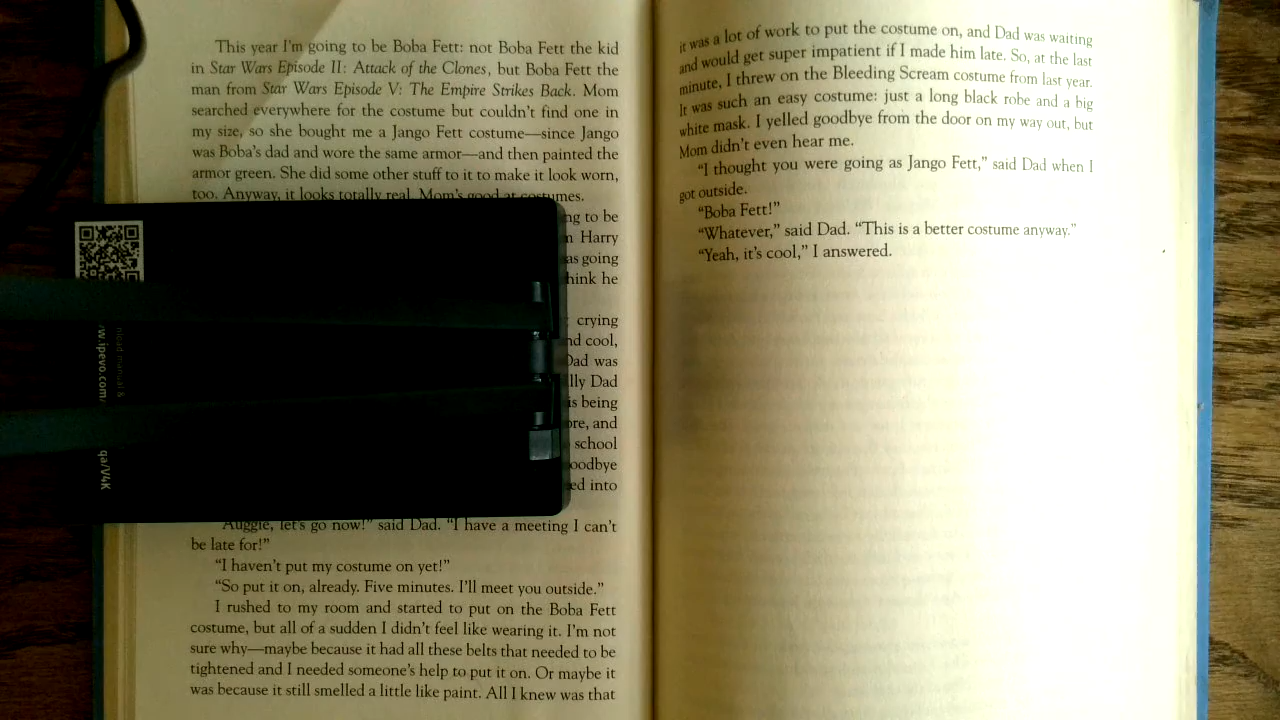 This year I'm going to be Boba Fett: not Boba Fett the kid
in Star Wars Episode II: Attack of the Clones, but Boba Fett the
man from Star Wars Episode V: The Empire Strikes Back. Mom
searched everywhere for the costume but couldn't find one in
my size, so she bought me a Jango Fett costume—since Jango
was Boba's dad and wore the same armor—and then painted the
armor green. She did some other stuff to it to make it look worn,
too. Anyway, it looks totally real. Mom's good at costumes.
ng to be
Harry
as going
hink he
crying
nd cool,
Dad was
lly Dad
is being
ore, and
school
oodbye
ed into
"Auggie, let's go now!" said Dad. "I have a meeting I can't
be late for!"
"I haven't put my costume on yet!"
"So put it on, already. Five minutes. I'll meet you outside."
I rushed to my room and started to put on the Boba Fett
costume, but all of a sudden I didn't feel like wearing it. I'm not
sure why—maybe because it had all these belts that needed to be
tightened and I needed someone's help to put it on. Or maybe it
was because it still smelled a little like paint. All I knew was that
it was a lot of work to put the costume on, and Dad was waiting
and would get super impatient if I made him late. So, at the last
minute, I threw on the Bleeding Scream costume from last year.
It was such an easy costume: just a long black robe and a big
white mask. I yelled goodbye from the door on my way out, but
Mom didn't even hear me.
"I thought you were going as Jango Fett," said Dad when I
got outside.
"Boba Fett!"
"Whatever," said Dad. "This is a better costume anyway."
"Yeah, it's cool," I answered.
manual &
w.ipevo.com/
qa/V4K